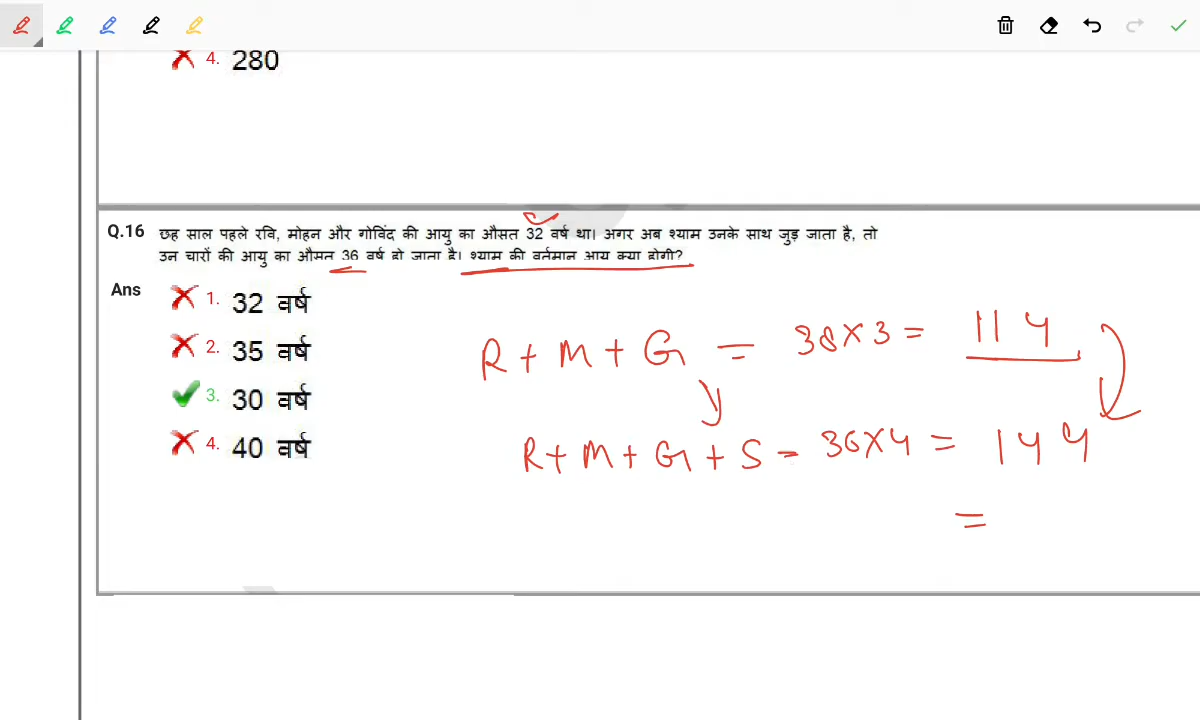 4. 280
Q.16 छह साल पहले रवि, मोहन और गोविंद की आयु का औसत 32 वर्ष था। अगर अब श्याम उनके साथ जुड़ जाता है, तो
उन चारों की आयु का औसत 36 वर्ष हो जाता है। श्याम की वर्तमान आयु क्या होगी?
Ans 1. 32 वर्ष
2. 35 वर्ष
3. 30 वर्ष
4. 40 वर्ष
R + M + G = 38 × 3 = 114
R + M + G + S = 36 × 4 = 144
=